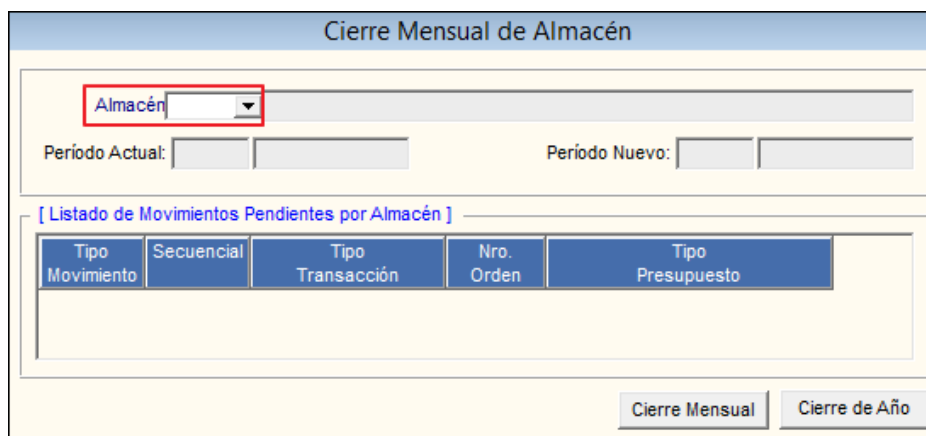 Cierre Mensual de Almacén
Almacén
Período Actual: Período Nuevo:
[ Listado de Movimientos Pendientes por Almacén ]
Tipo Movimiento Secuencial Tipo Transacción Nro. Orden Tipo Presupuesto
Cierre Mensual Cierre de Año